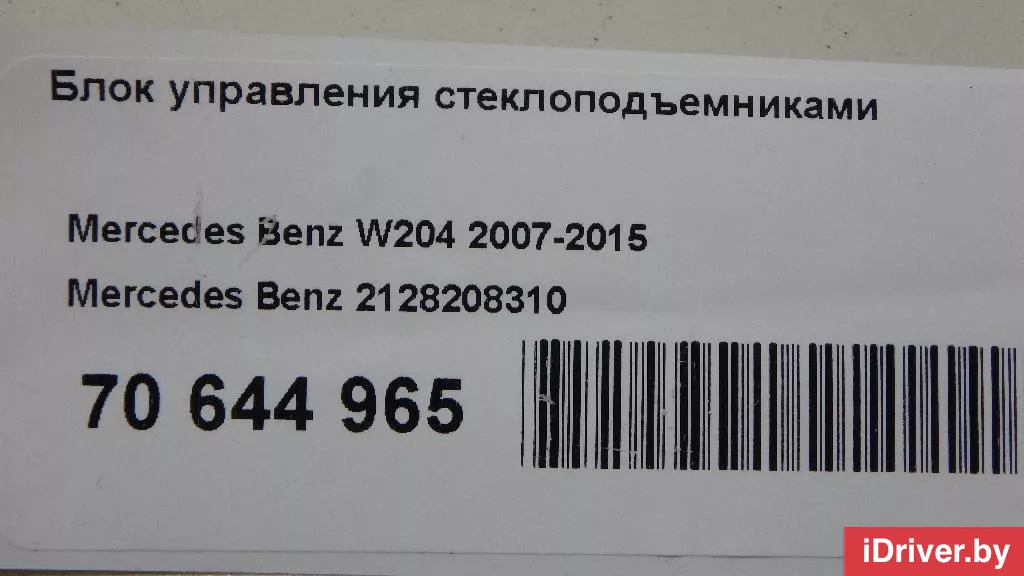 Блок управления стеклоподъемниками
Mercedes Benz W204 2007-2015
Mercedes Benz 2128208310
70 644 965
iDriver.by